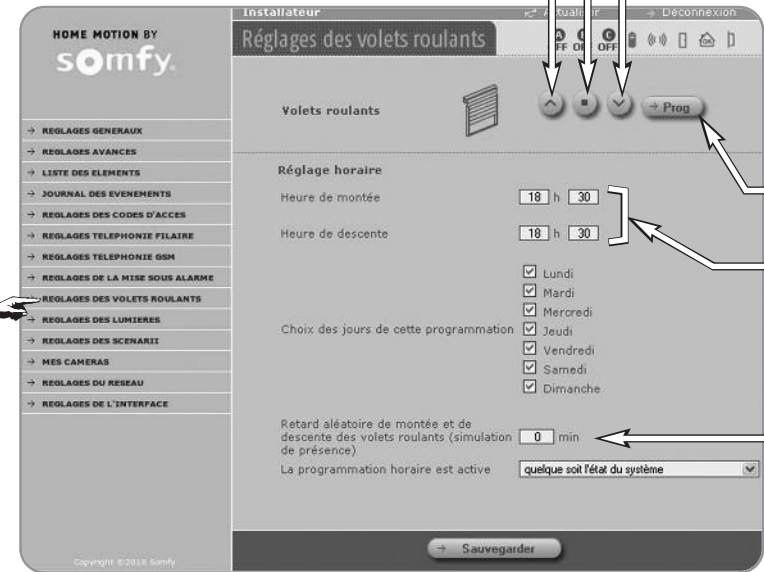 Installateur
Actualiser
Déconnexion
HOME MOTION BY
somfy.
Réglages des volets roulants
OFF OFF OFF
Volets roulants
Prog
REGLAGES GENERAUX
REGLAGES AVANCES
LISTE DES ELEMENTS
JOURNAL DES EVENEMENTS
REGLAGES DES CODES D'ACCES
REGLAGES TELEPHONIE FILAIRE
REGLAGES TELEPHONIE GSM
REGLAGES DE LA MISE SOUS ALARME
REGLAGES DES VOLETS ROULANTS
REGLAGES DES LUMIERES
REGLAGES DES SCENARII
MES CAMERAS
REGLAGES DU RESEAU
REGLAGES DE L'INTERFACE
Réglage horaire
Heure de montée 18 h 30
Heure de descente 18 h 30
Lundi
Mardi
Mercredi
Choix des jours de cette programmation Jeudi
Vendredi
Samedi
Dimanche
Retard aléatoire de montée et de
descente des volets roulants (simulation 0 min
de présence)
La programmation horaire est active quelque soit l'état du système
Sauvegarder
Copyright ©2018 Somfy